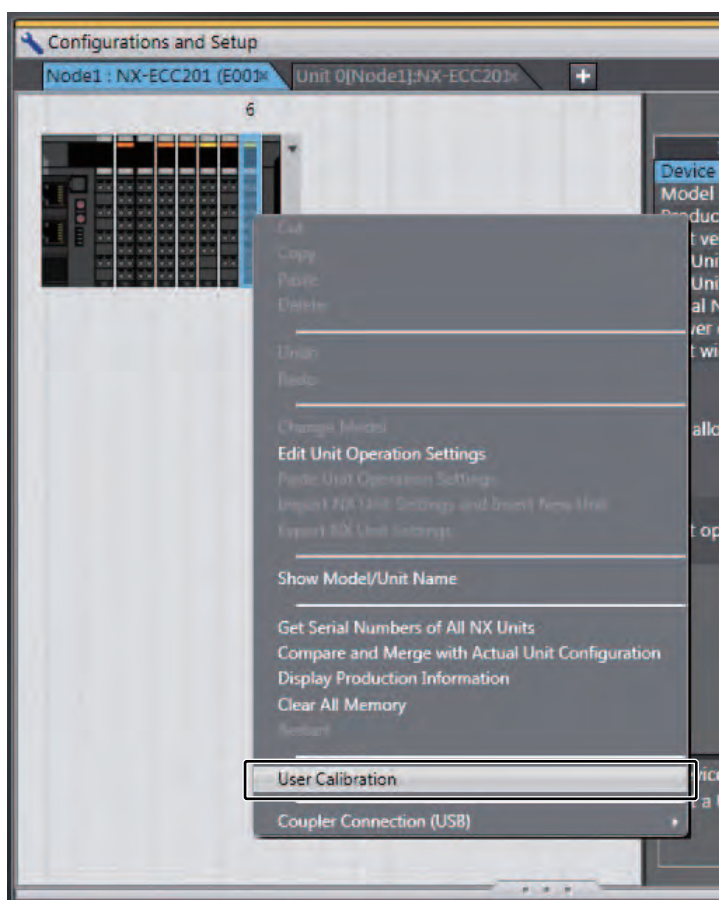 Configurations and Setup
Node1 : NX-ECC201 (E001
Unit 0[Node1]:NX-ECC201
6
Device
Model
Cut
Copy
Paste
Delete
Undo
Redo
Change Model
Edit Unit Operation Settings
Paste Unit Operation Settings
Import NX Unit Settings and Insert New Unit
Export NX Unit Settings
Show Model/Unit Name
Get Serial Numbers of All NX Units
Compare and Merge with Actual Unit Configuration
Display Production Information
Clear All Memory
Restart
User Calibration
Coupler Connection (USB)